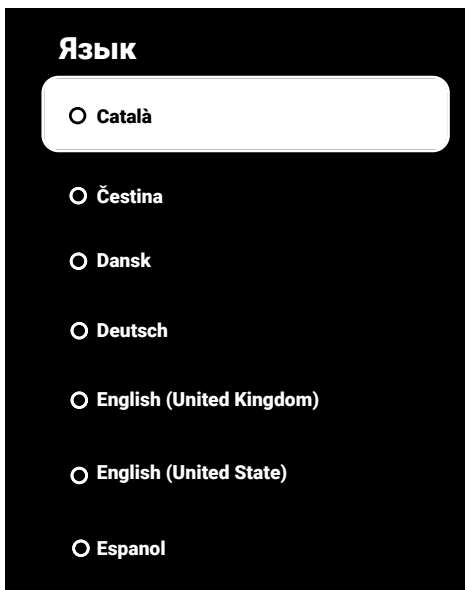 Язык
Català
Čestina
Dansk
Deutsch
English (United Kingdom)
English (United State)
Espanol